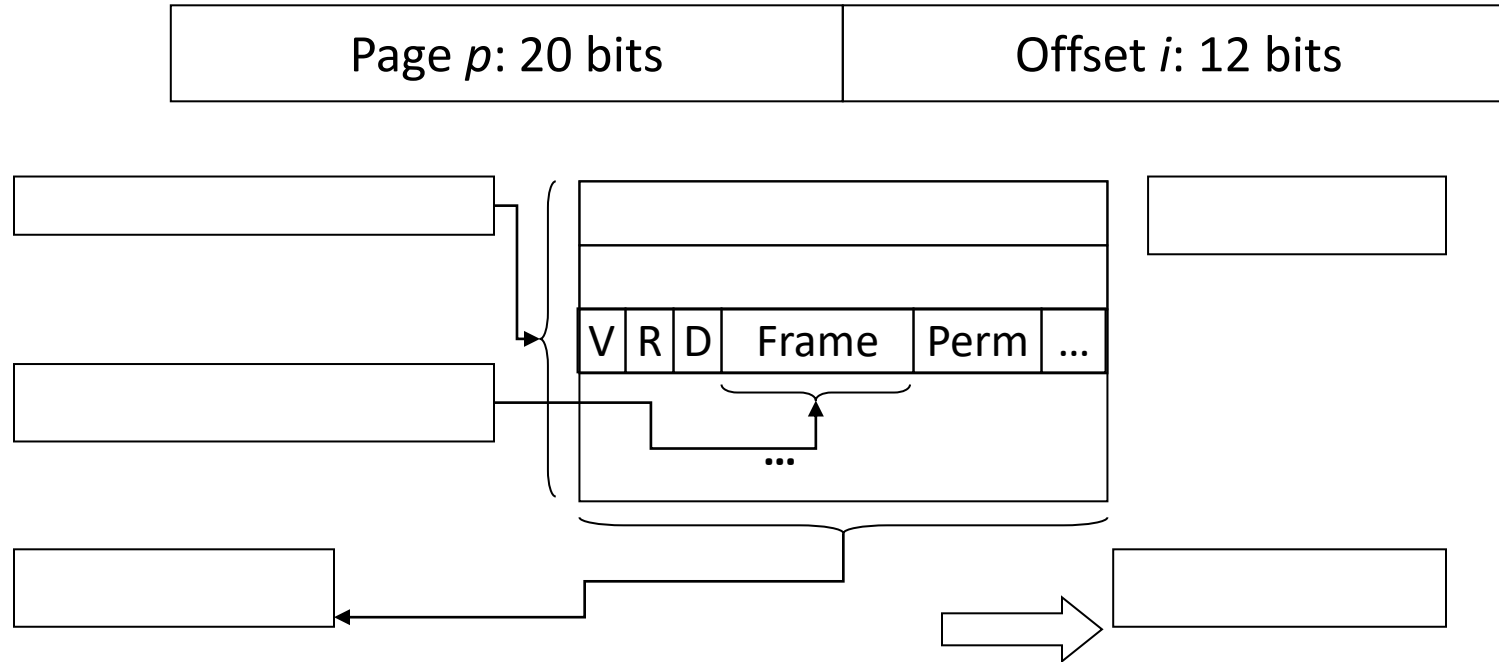 Page p: 20 bits Offset i: 12 bits
V R D Frame Perm ...
...